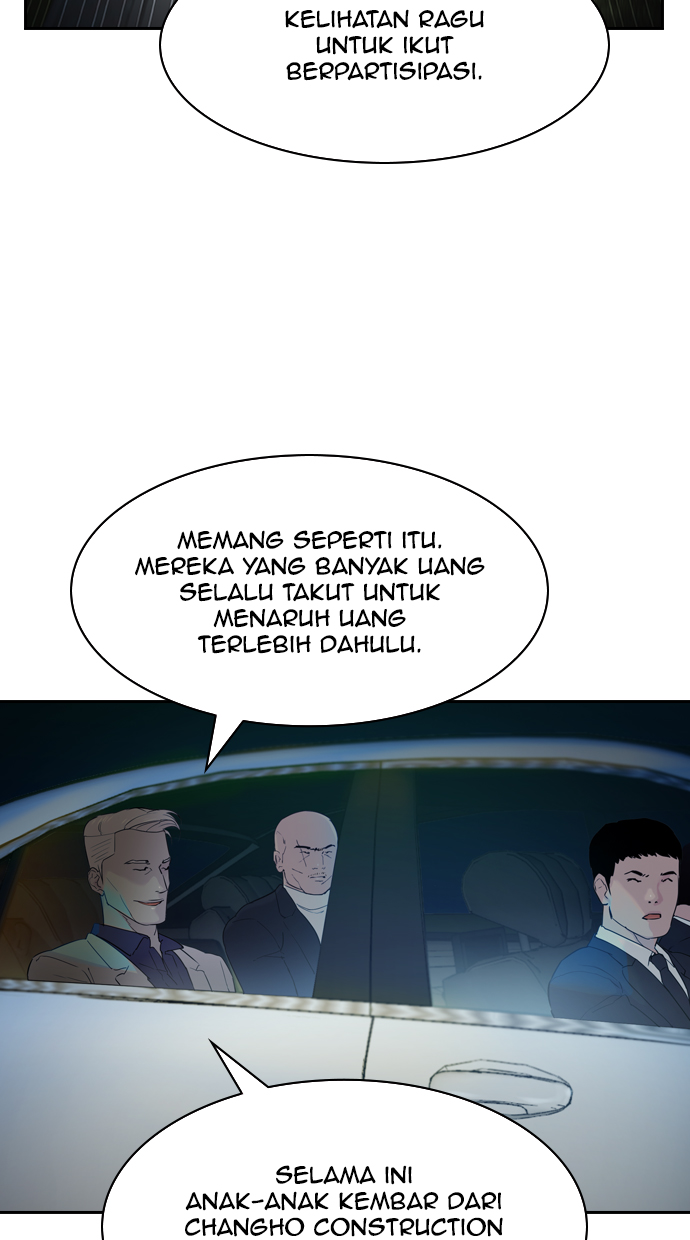 KELIHATAN RAGU
UNTUK IKUT
BERPARTISIPASI.
MEMANG SEPERTI ITU.
MEREKA YANG BANYAK UANG
SELALU TAKUT UNTUK
MENARUH UANG
TERLEBIH DAHULU.
SELAMA INI
ANAK-ANAK KEMBAR DARI
CHANGHO CONSTRUCTION